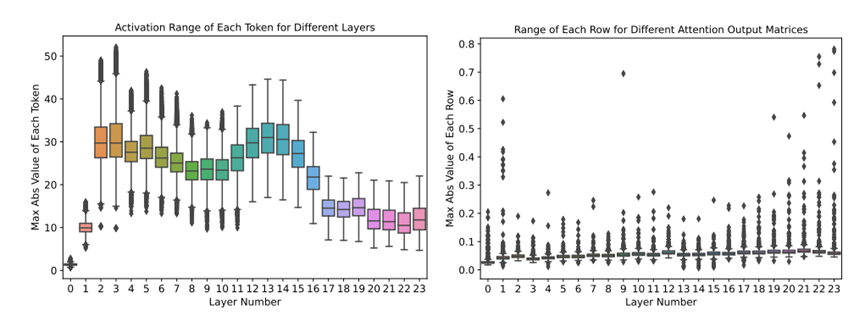 Activation Range of Each Token for Different Layers
Max Abs Value of Each Token
50
40
30
20
10
0
0 1 2 3 4 5 6 7 8 9 10 11 12 13 14 15 16 17 18 19 20 21 22 23
Layer Number
Range of Each Row for Different Attention Output Matrices
Max Abs Value of Each Row
0.8
0.7
0.6
0.5
0.4
0.3
0.2
0.1
0.0
0 1 2 3 4 5 6 7 8 9 10 11 12 13 14 15 16 17 18 19 20 21 22 23
Layer Number